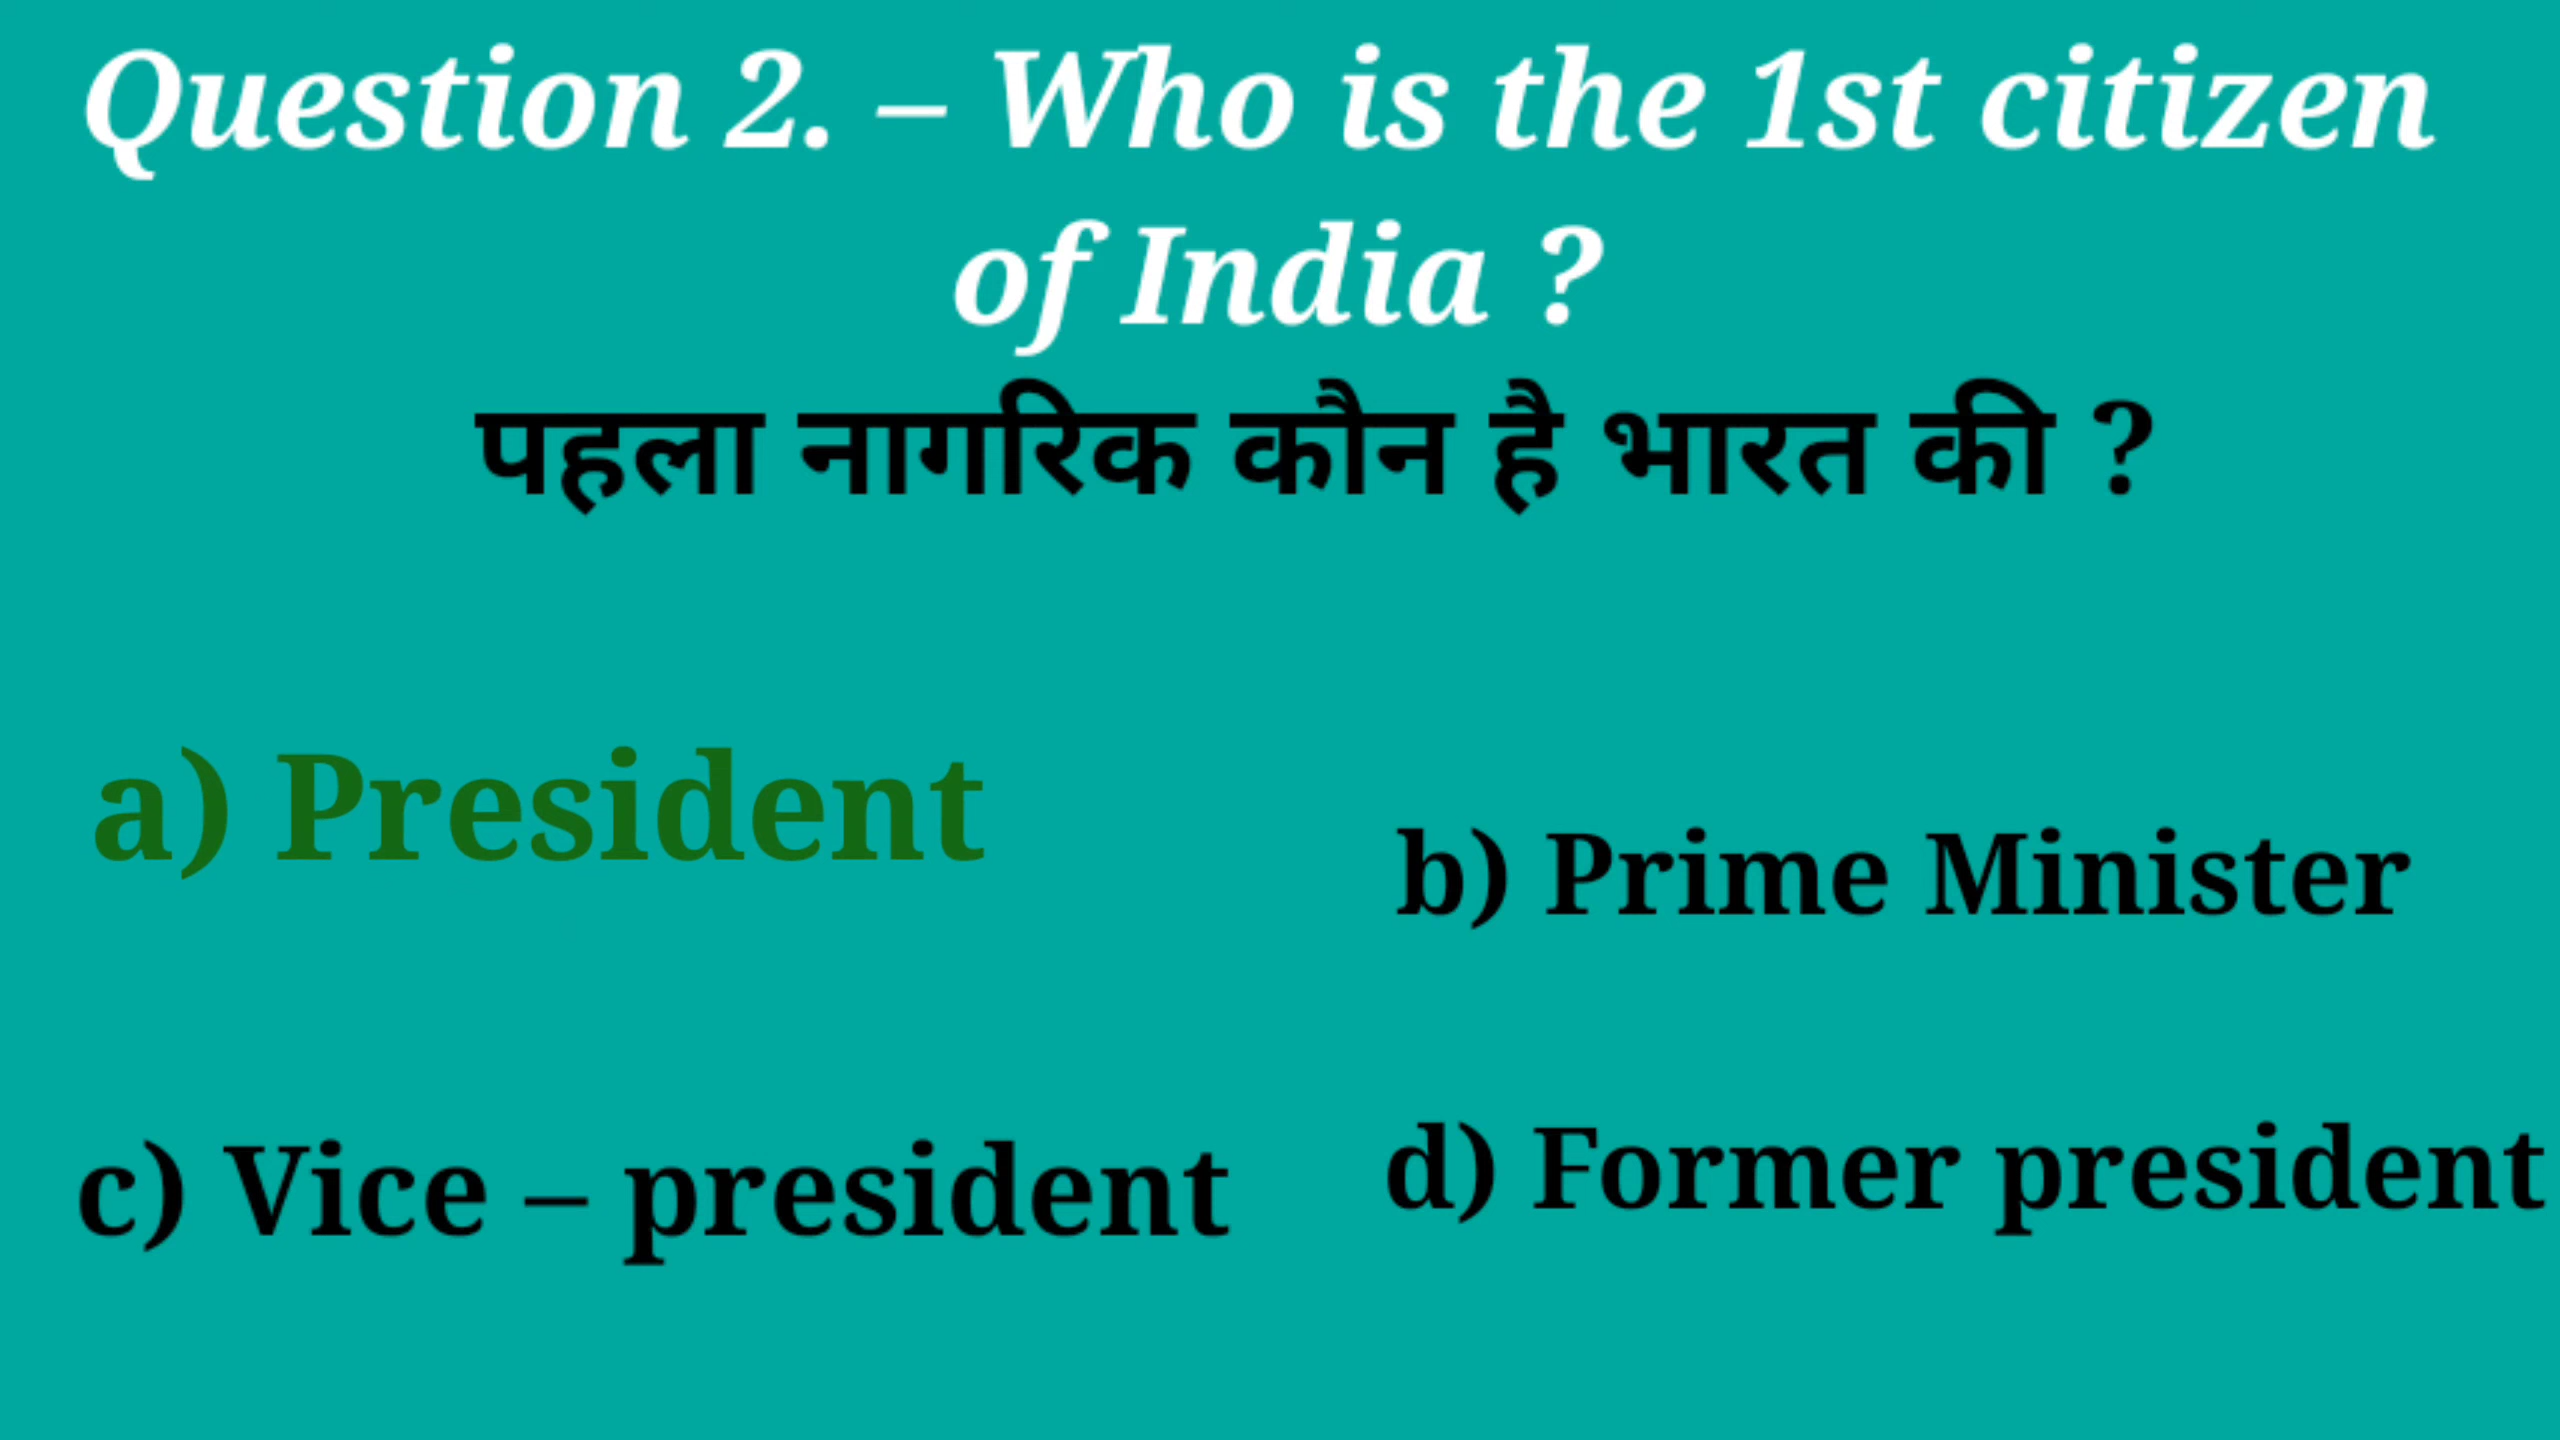 Question 2. – Who is the 1st citizen
of India ?
पहला नागरिक कौन है भारत की ?
a) President
b) Prime Minister
c) Vice – president
d) Former president